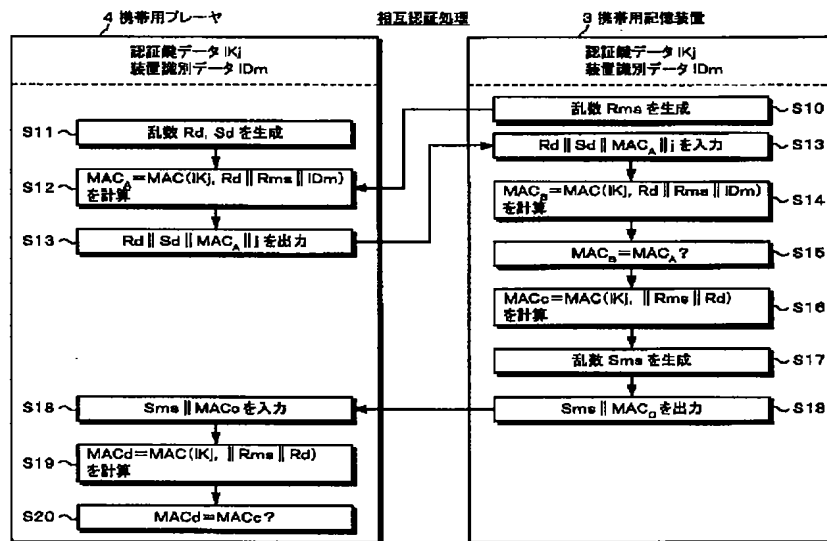 相互認証処理
4 携帯用プレーヤ
認証鍵データ IKj
装置識別データ IDm
S11
乱数 Rd, Sd を生成
S12
MACA=MAC(IKj, Rd || Rms || IDm)
を計算
S13
Rd || Sd || MACA || j を出力
S18
Sms || MACc を入力
S19
MACd=MAC(IKj, || Rms || Rd)
を計算
S20
MACd=MACc?
3 携帯用記憶装置
認証鍵データ IKj
装置識別データ IDm
乱数 Rms を生成
S10
Rd || Sd || MACA || j を入力
S13
MACB=MAC(IKj, Rd || Rms || IDm)
を計算
S14
MACB=MACA?
S15
MACc=MAC(IKj, || Rms || Rd)
を計算
S16
乱数 Sms を生成
S17
Sms || MACc を出力
S18